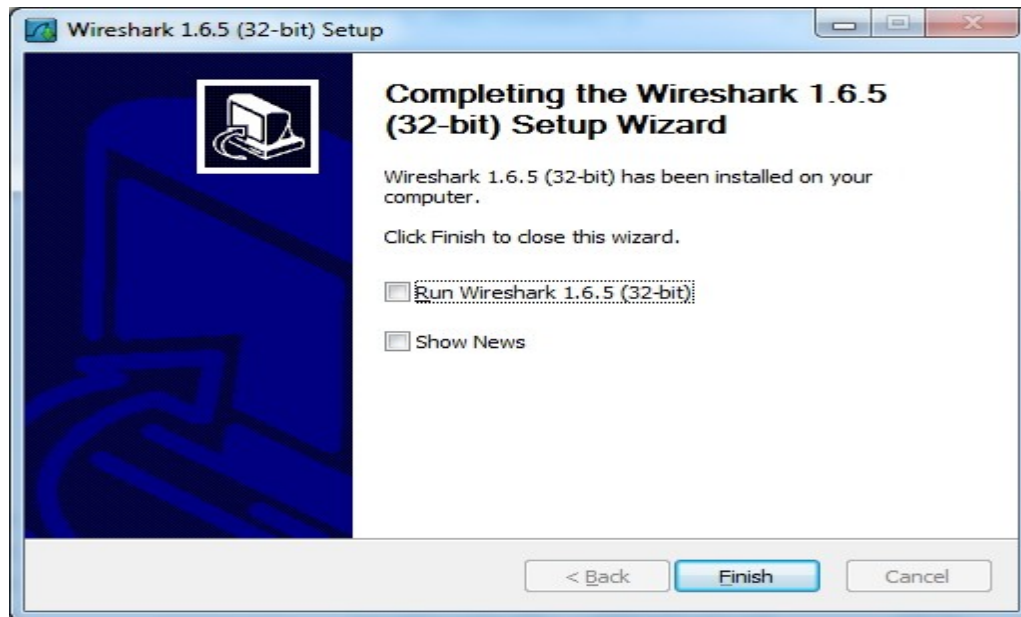 Wireshark 1.6.5 (32-bit) Setup
Completing the Wireshark 1.6.5
(32-bit) Setup Wizard
Wireshark 1.6.5 (32-bit) has been installed on your
computer.
Click Finish to close this wizard.
Run Wireshark 1.6.5 (32-bit)
Show News
< Back Finish Cancel